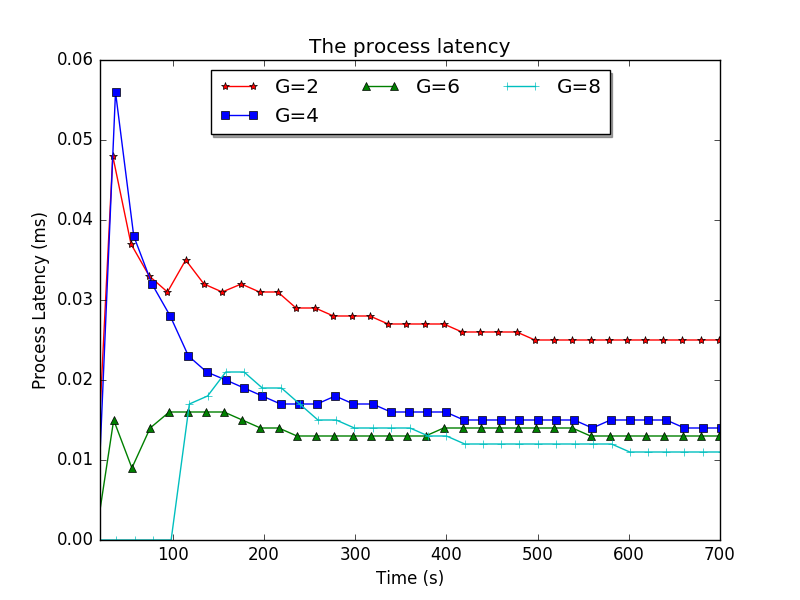 The process latency
G=2 G=6 G=8
G=4
0.06
0.05
0.04
0.03
0.02
0.01
0.00
Process Latency (ms)
100 200 300 400 500 600 700
Time (s)